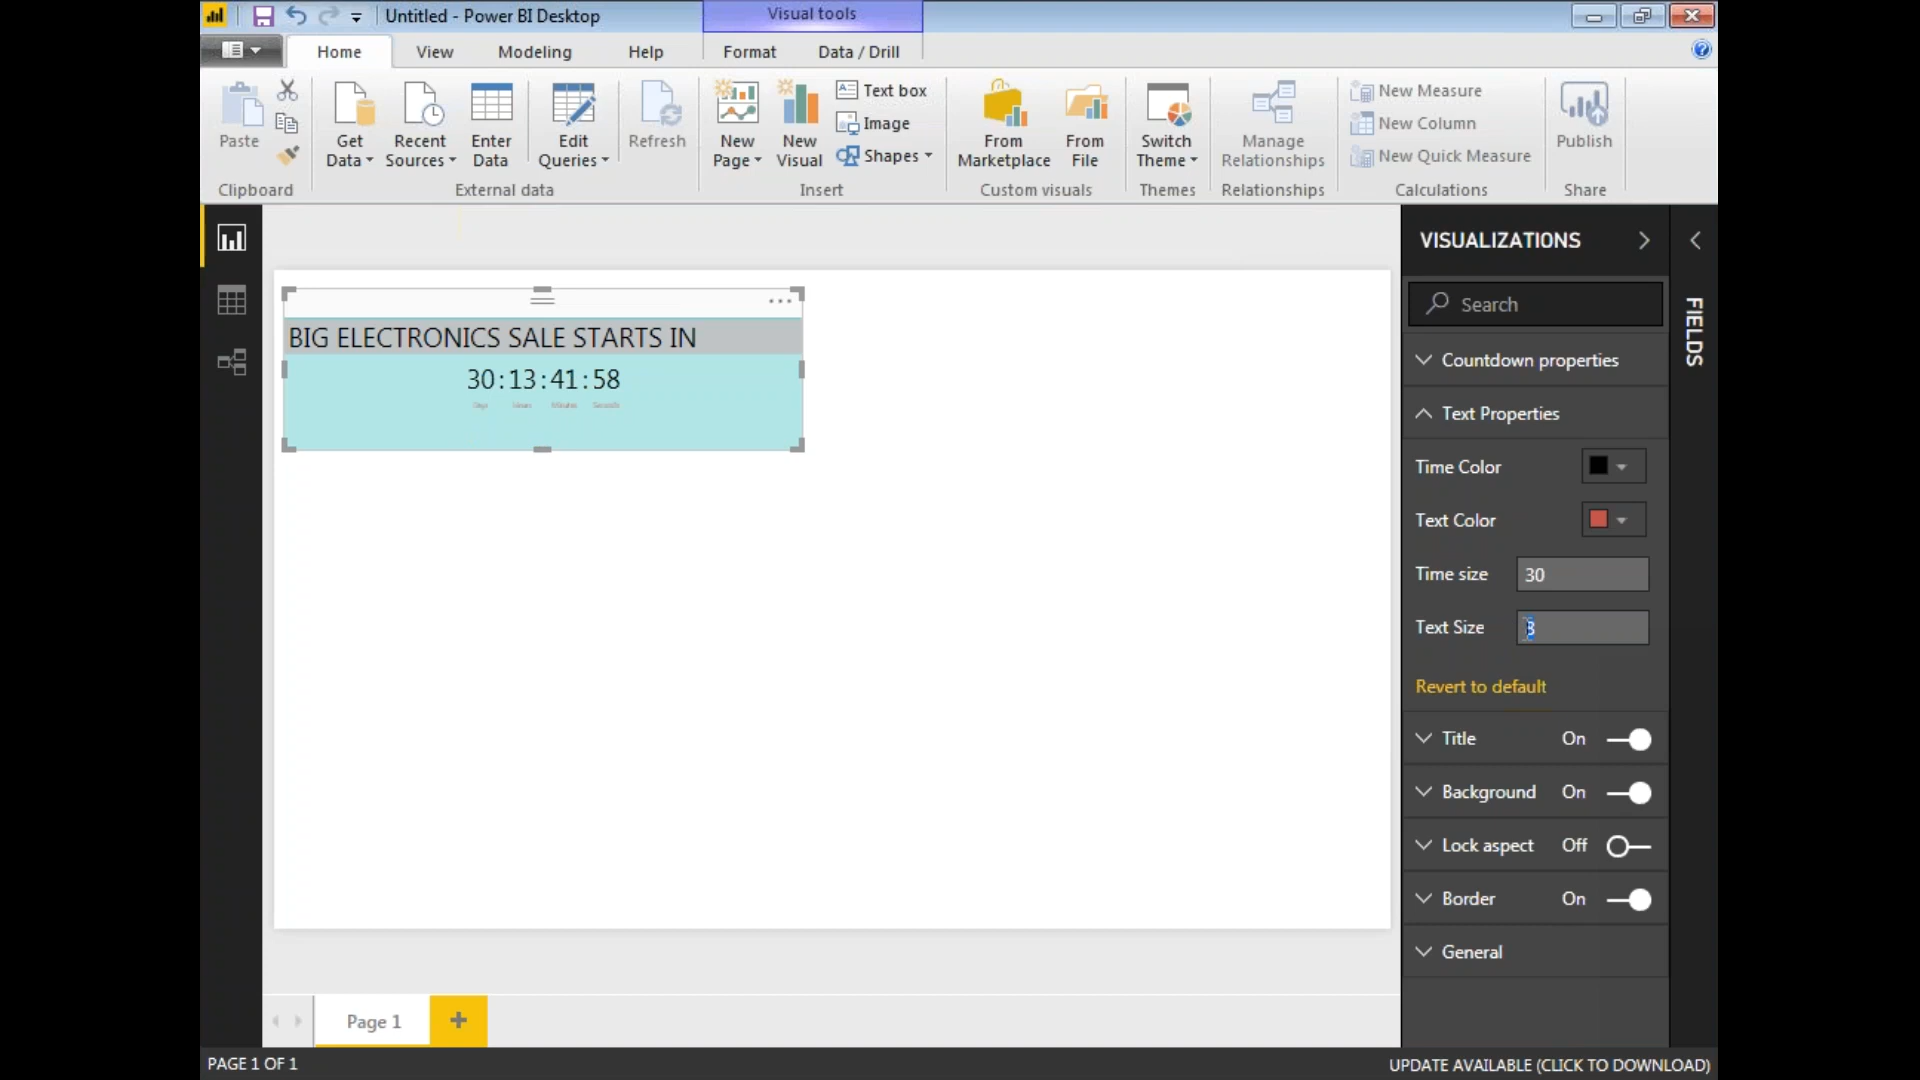 Untitled - Power BI Desktop
Visual tools
Home
View
Modeling
Help
Format
Data / Drill
Paste
Get
Data
Recent
Sources
Enter
Data
Edit
Queries
Refresh
New
Page
New
Visual
Text box
Image
Shapes
From
Marketplace
From
File
Switch
Theme
Manage
Relationships
New Measure
New Column
New Quick Measure
Publish
Clipboard
External data
Insert
Custom visuals
Themes
Relationships
Calculations
Share
BIG ELECTRONICS SALE STARTS IN
30:13:41:58
Days Hours Minutes Seconds
VISUALIZATIONS
Search
FIELDS
Countdown properties
Text Properties
Time Color
Text Color
Time size 30
Text Size 8
Revert to default
Title On
Background On
Lock aspect Off
Border On
General
Page 1
+
PAGE 1 OF 1
UPDATE AVAILABLE (CLICK TO DOWNLOAD)